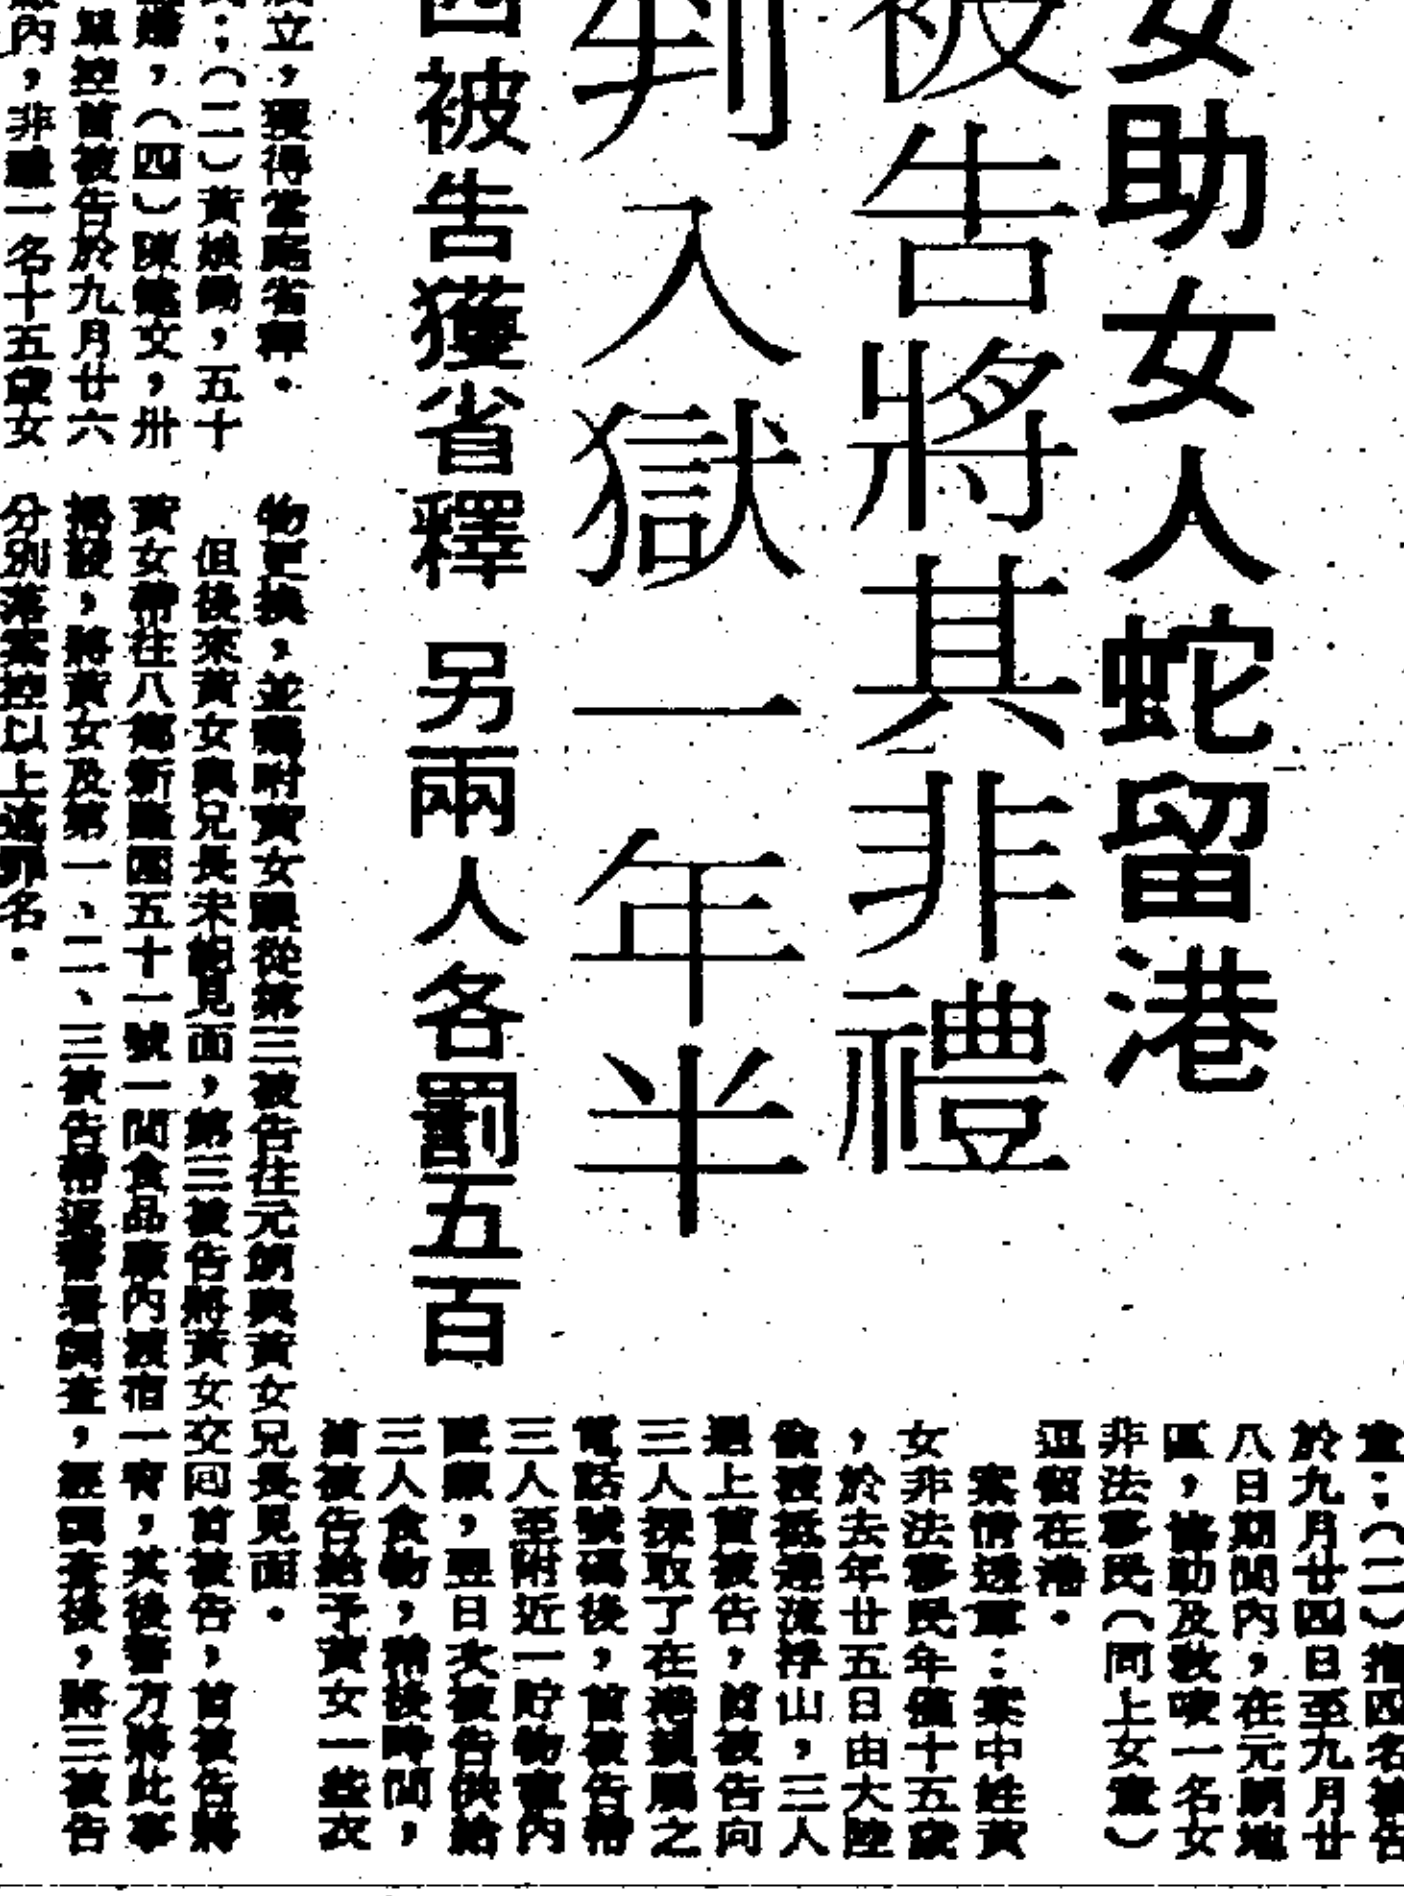 女助女人蛇留港
被告將其非禮
判入獄一年半
四被告獲省釋 另兩人各罰五百
成立，獲得當庭省釋。
：（二）黃娘 ，五十
，（四）陳 文，卅
單控首被告於九月廿六
廠內，非禮一名十五歲女
童：（二）指四名被告
於九月廿四日至九月廿
八日期間內，在元朗地
區，協助及教唆一名女
非法移民（同上女童）
逗留在港。
案情透露：案中姓黃
女非法移民年僅十五歲
，於去年廿五日由大陸
偷渡抵達流浮山，三人
遇上首被告，首被告向
三人探取了在港親屬之
電話號碼後，首被告帶
三人至附近一貯物室內
匿藏，翌日次被告供給
三人食物，稍後時間，
首被告給予黃女一些衣
物更換，並囑咐黃女跟從第三被告往元朗與黃女兄長見面。
但後來黃女與兄長未能見面，第三被告將黃女交回首被告，首被告將
黃女帶往八鄉新隆圍五十一號一間食品廠內渡宿一宵，其後警方將此事
揭發，將黃女及第一、二、三被告帶返警署調查，經調查後，將三被告
分別落案控以上述罪名。